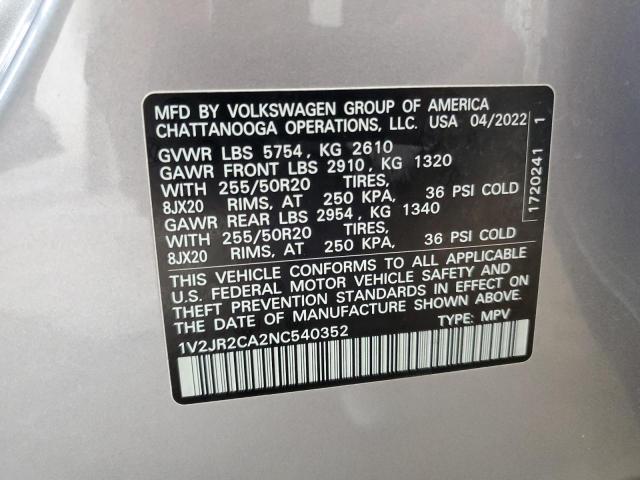 MFD BY VOLKSWAGEN GROUP OF AMERICA
CHATTANOOGA OPERATIONS, LLC. USA 04/2022
GVWR LBS 5754, KG 2610
GAWR FRONT LBS 2910, KG 1320
WITH 255/50R20 TIRES,
8JX20 RIMS, AT 250 KPA, 36 PSI COLD
GAWR REAR LBS 2954, KG 1340
WITH 255/50R20 TIRES,
8JX20 RIMS, AT 250 KPA, 36 PSI COLD
THIS VEHICLE CONFORMS TO ALL APPLICABLE
U.S. FEDERAL MOTOR VEHICLE SAFETY AND
THEFT PREVENTION STANDARDS IN EFFECT ON
THE DATE OF MANUFACTURE SHOWN ABOVE.
1V2JR2CA2NC540352 TYPE: MPV
1720241 1